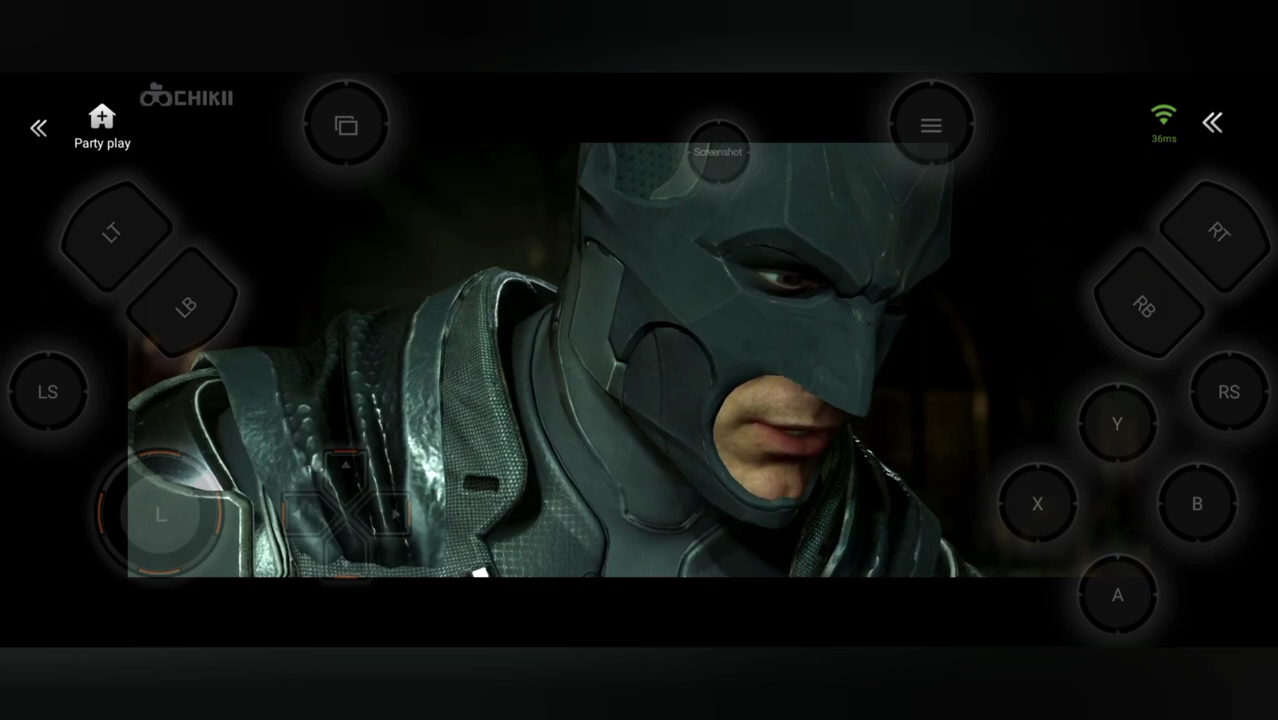 CHIKII
Party play
Screenshot
36ms
LT
RT
LB
RB
LS
RS
Y
X
B
L
A